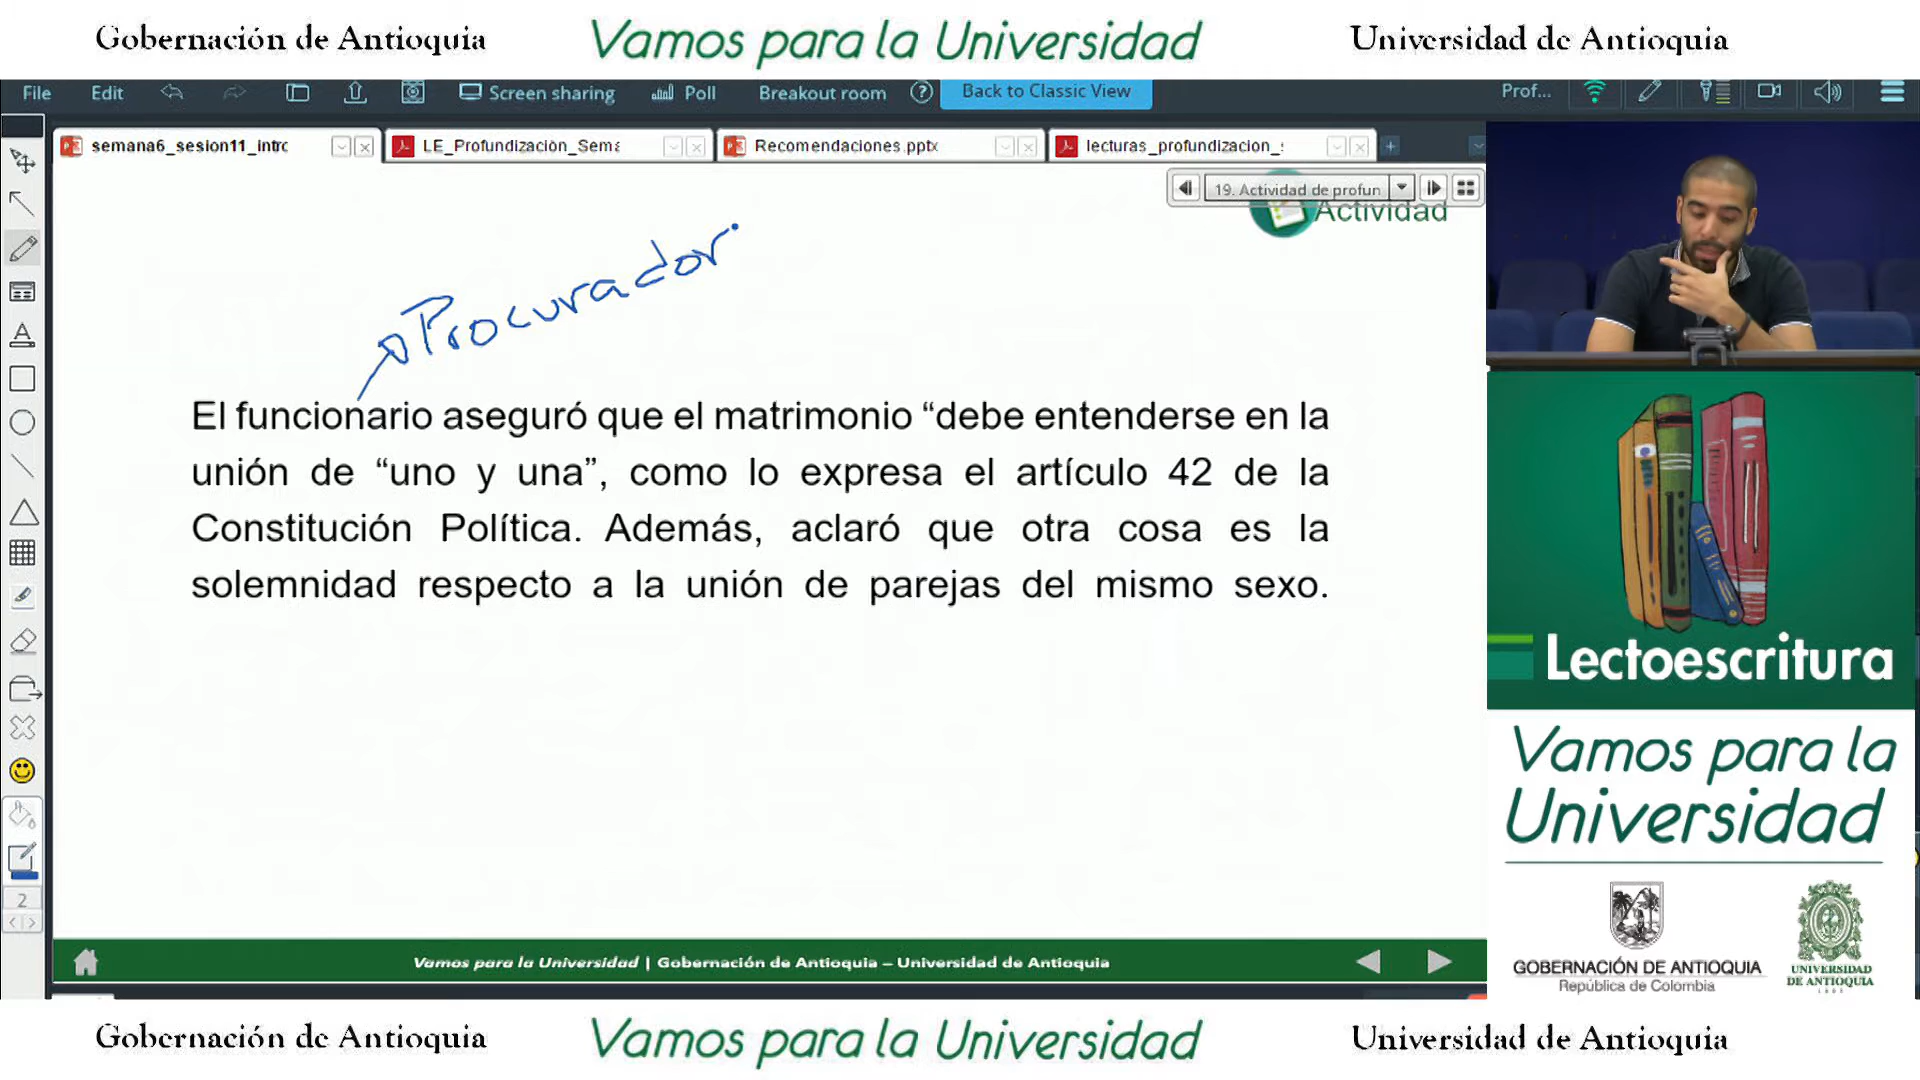 Gobernación de Antioquia
Vamos para la Universidad
Universidad de Antioquia
File Edit Screen sharing Poll Breakout room ? Back to Classic View Prof...
semana6_sesion11_intro
LE_Profundización_Sema
Recomendaciones.pptx
lecturas_profundizacion_s
19. Actividad de profun
Actividad
Procurador
El funcionario aseguró que el matrimonio “debe entenderse en la
unión de “uno y una”, como lo expresa el artículo 42 de la
Constitución Política. Además, aclaró que otra cosa es la
solemnidad respecto a la unión de parejas del mismo sexo.
2
Vamos para la Universidad | Gobernación de Antioquia – Universidad de Antioquia
Lectoescritura
Vamos para la
Universidad
GOBERNACIÓN DE ANTIOQUIA
República de Colombia
UNIVERSIDAD
DE ANTIOQUIA
1803
Gobernación de Antioquia
Vamos para la Universidad
Universidad de Antioquia